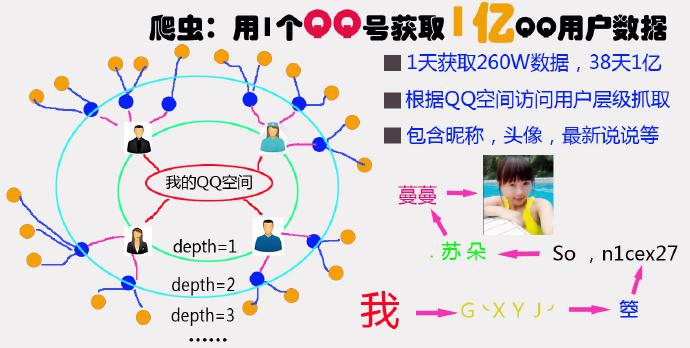 爬虫：用1个QQ号获取1亿QQ用户数据
1天获取260W数据，38天1亿
根据QQ空间访问用户层级抓取
包含昵称，头像，最新说说等
我的QQ空间
depth=1
depth=2
depth=3
……
蔓蔓
.苏朵
So ，n1cex27
我
G丶X Y J╯
箜